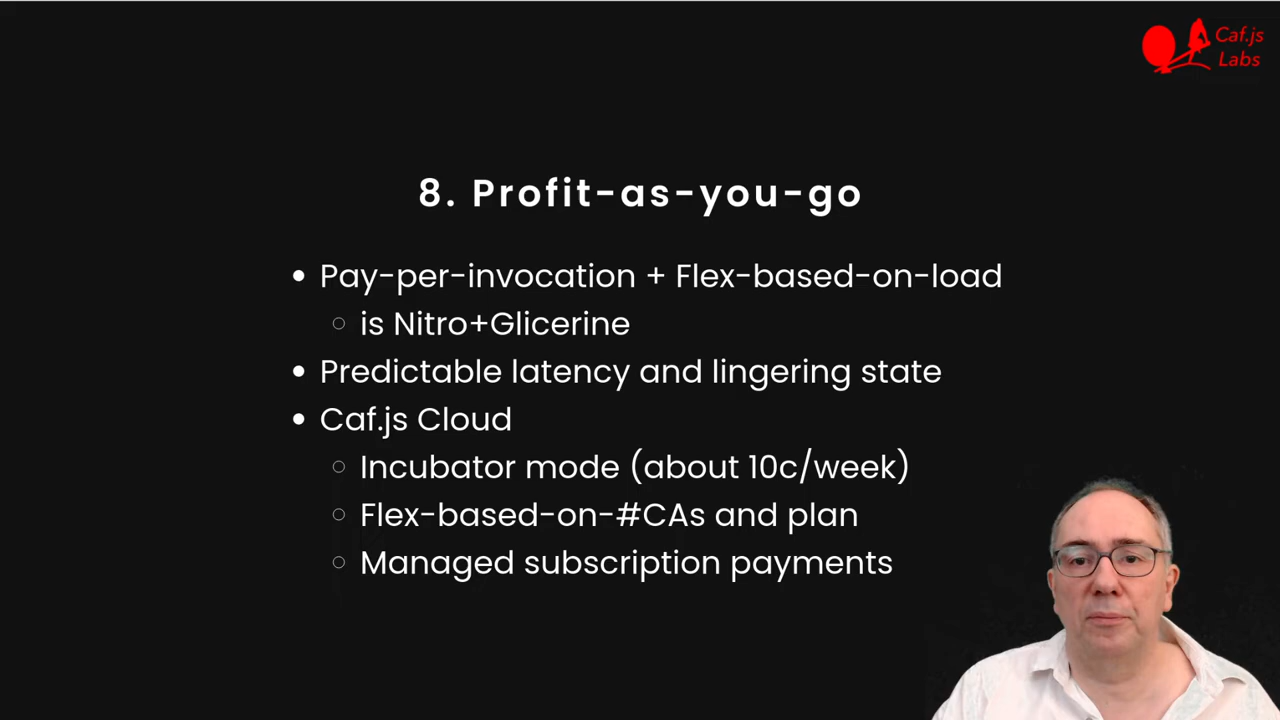 Caf.js
Labs
8. Profit-as-you-go
Pay-per-invocation + Flex-based-on-load
is Nitro+Glicerine
Predictable latency and lingering state
Caf.js Cloud
Incubator mode (about 10c/week)
Flex-based-on-#CAs and plan
Managed subscription payments